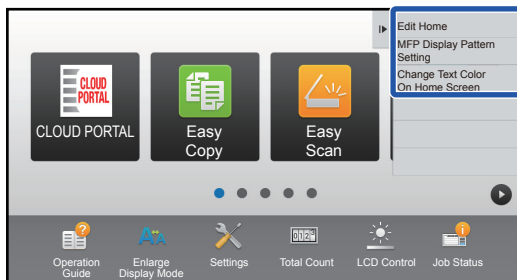 Edit Home
MFP Display Pattern
Setting
Change Text Color
On Home Screen
CLOUD
PORTAL
CLOUD PORTAL
Easy
Copy
Easy
Scan
Operation
Guide
Enlarge
Display Mode
Settings
Total Count
LCD Control
Job Status